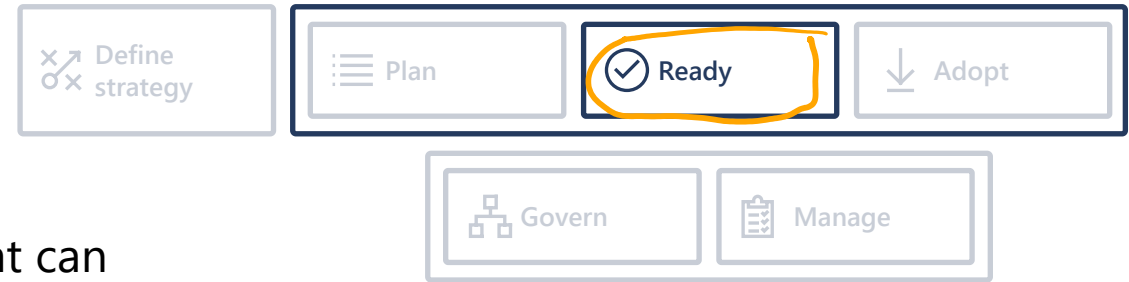 Define
strategy
Plan
Ready
Adopt
Govern
Manage
nt can